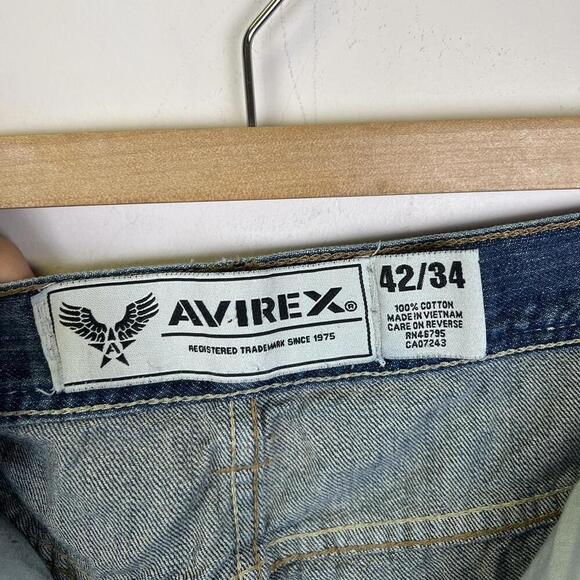 A
AVIREX®
REGISTERED TRADEMARK SINCE 1975
42/34
100% COTTON
MADE IN VIETNAM
CARE ON REVERSE
RN46795
CA07243